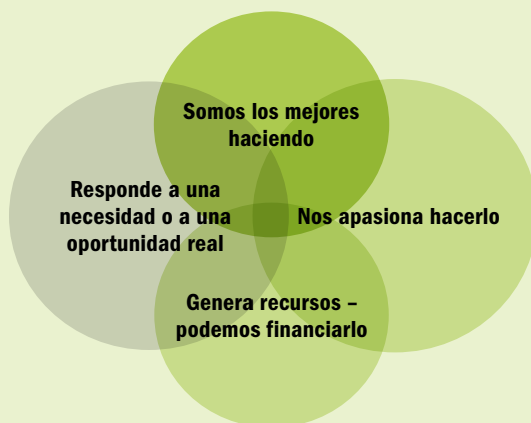 Somos los mejores
haciendo
Responde a una
necesidad o a una
oportunidad real
Nos apasiona hacerlo
Genera recursos –
podemos financiarlo